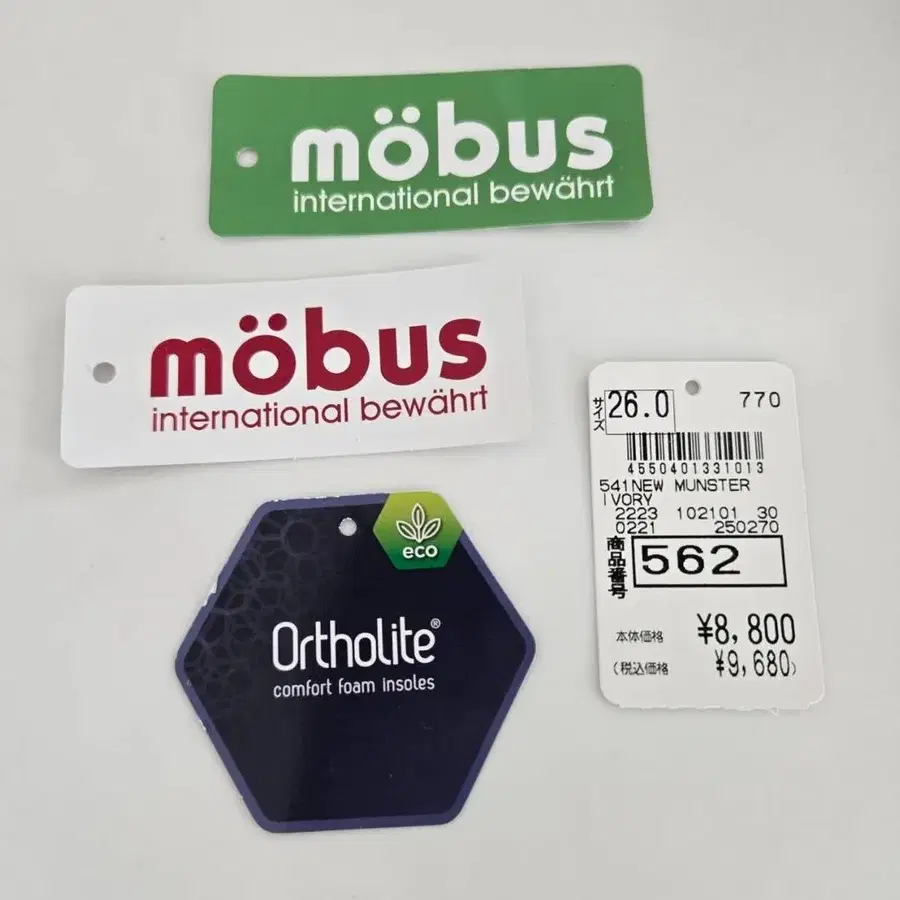 möbus
international bewährt
möbus
international bewährt
eco
Ortholite®
comfort foam insoles
サイズ 26.0 770
4550401331013
541NEW MUNSTER
IVORY
2223 102101 30
0221 250270
商品番号 562
本体価格 ¥8,800
(税込価格 ¥9,680)